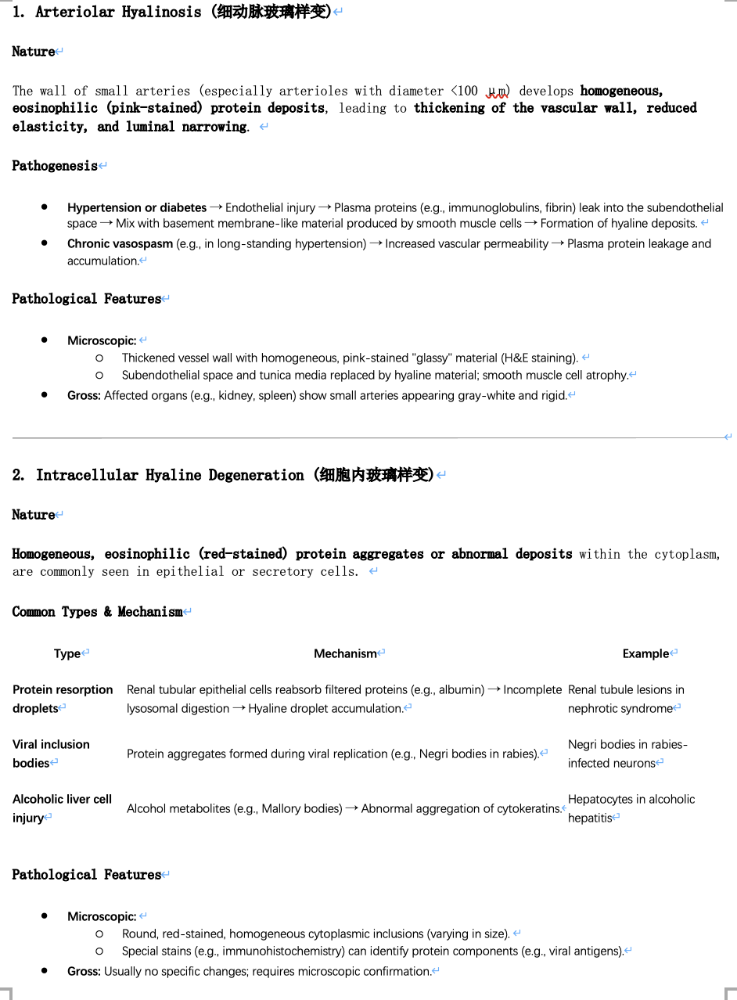 1. Arteriolar Hyalinosis (细动脉玻璃样变)
Nature
The wall of small arteries (especially arterioles with diameter <100 μm) develops homogeneous,
eosinophilic (pink-stained) protein deposits, leading to thickening of the vascular wall, reduced
elasticity, and luminal narrowing.
Pathogenesis
● Hypertension or diabetes → Endothelial injury → Plasma proteins (e.g., immunoglobulins, fibrin) leak into the subendothelial
space → Mix with basement membrane-like material produced by smooth muscle cells → Formation of hyaline deposits.
● Chronic vasospasm (e.g., in long-standing hypertension) → Increased vascular permeability → Plasma protein leakage and
accumulation.
Pathological Features
● Microscopic:
○ Thickened vessel wall with homogeneous, pink-stained "glassy" material (H&E staining).
○ Subendothelial space and tunica media replaced by hyaline material; smooth muscle cell atrophy.
● Gross: Affected organs (e.g., kidney, spleen) show small arteries appearing gray-white and rigid.
2. Intracellular Hyaline Degeneration (细胞内玻璃样变)
Nature
Homogeneous, eosinophilic (red-stained) protein aggregates or abnormal deposits within the cytoplasm,
are commonly seen in epithelial or secretory cells.
Common Types & Mechanism
Type Mechanism Example
Protein resorption
droplets
Renal tubular epithelial cells reabsorb filtered proteins (e.g., albumin) → Incomplete
lysosomal digestion → Hyaline droplet accumulation.
Renal tubule lesions in
nephrotic syndrome
Viral inclusion
bodies
Protein aggregates formed during viral replication (e.g., Negri bodies in rabies).
Negri bodies in rabies-
infected neurons
Alcoholic liver cell
injury
Alcohol metabolites (e.g., Mallory bodies) → Abnormal aggregation of cytokeratins.
Hepatocytes in alcoholic
hepatitis
Pathological Features
● Microscopic:
○ Round, red-stained, homogeneous cytoplasmic inclusions (varying in size).
○ Special stains (e.g., immunohistochemistry) can identify protein components (e.g., viral antigens).
● Gross: Usually no specific changes; requires microscopic confirmation.